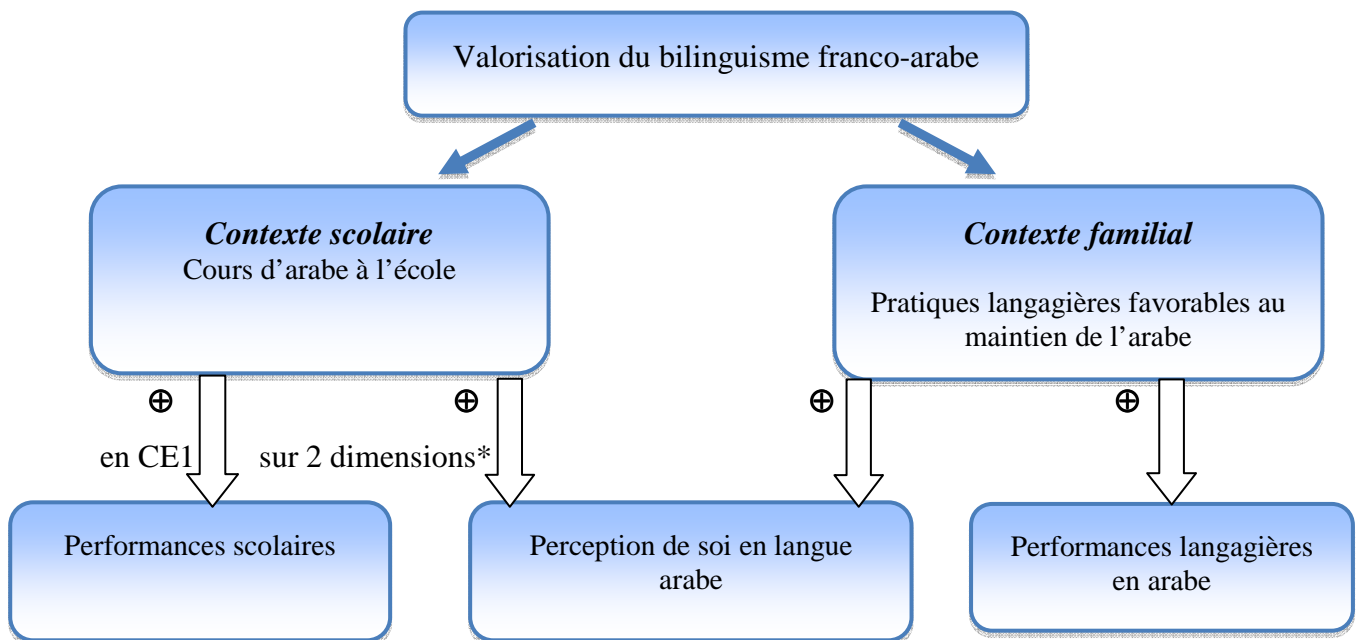 Valorisation du bilinguisme franco-arabe
Contexte scolaire
Cours d’arabe à l’école
Contexte familial
Pratiques langagières favorables au
maintien de l’arabe
⊕
⊕
⊕
⊕
en CE1
sur 2 dimensions*
Performances scolaires
Perception de soi en langue
arabe
Performances langagières
en arabe